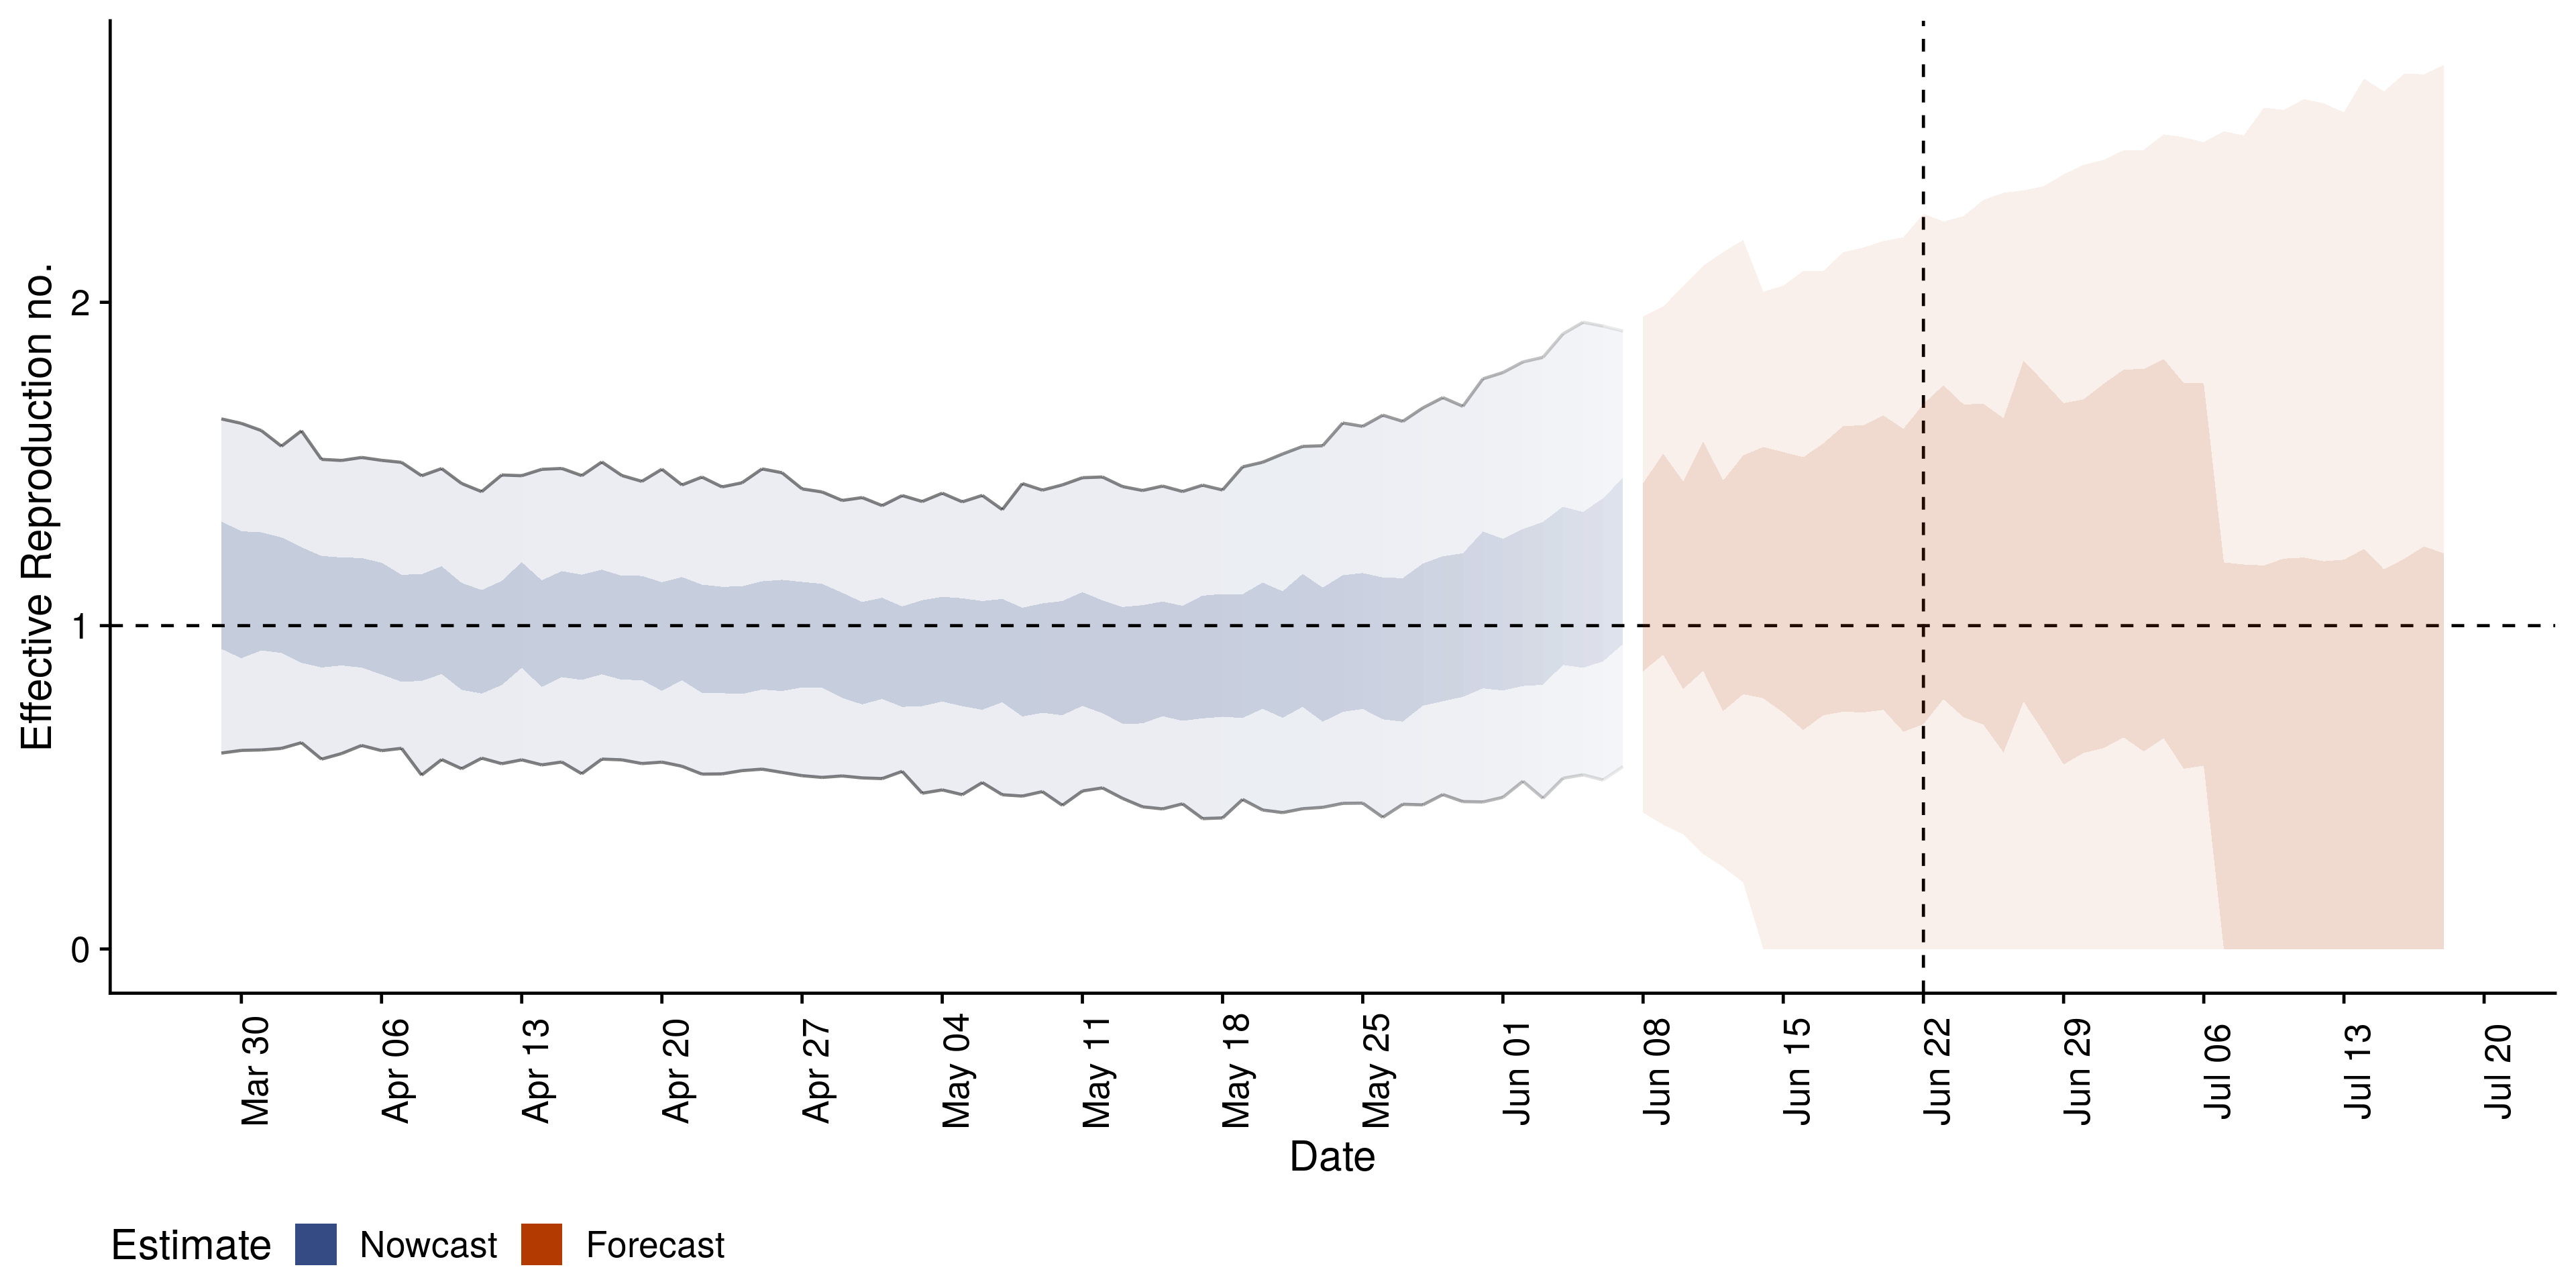 Effective Reproduction no.
2
1
0
Mar 30
Apr 06
Apr 13
Apr 20
Apr 27
May 04
May 11
May 18
May 25
Jun 01
Jun 08
Jun 15
Jun 22
Jun 29
Jul 06
Jul 13
Jul 20
Date
Estimate Nowcast Forecast